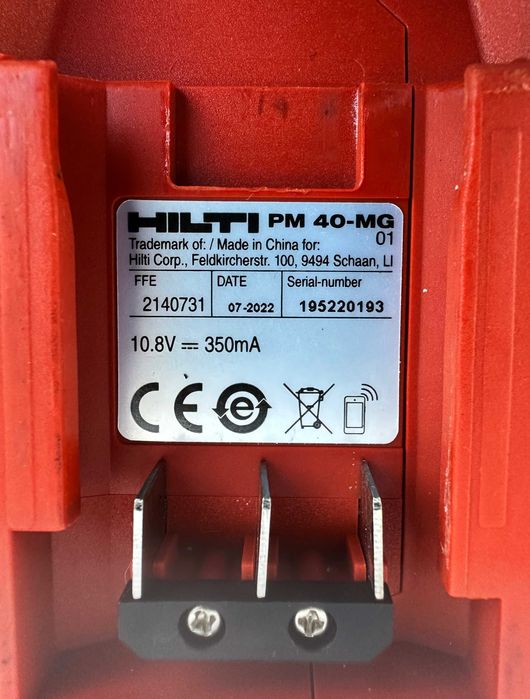 HILTI PM 40-MG
01
Trademark of: / Made in China for:
Hilti Corp., Feldkircherstr. 100, 9494 Schaan, LI
FFE DATE Serial-number
2140731 07-2022 195220193
10.8V ⎓ 350mA
CE e